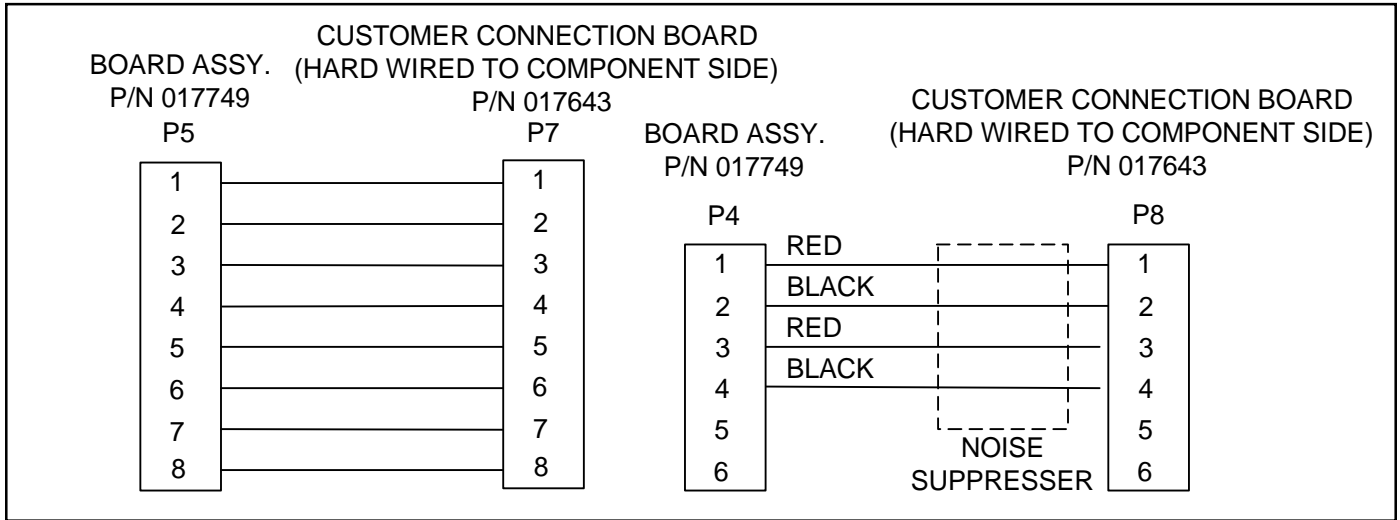 BOARD ASSY.
P/N 017749
P5
CUSTOMER CONNECTION BOARD
(HARD WIRED TO COMPONENT SIDE)
P/N 017643
P7
1
2
3
4
5
6
7
8
1
2
3
4
5
6
7
8
BOARD ASSY.
P/N 017749
P4
CUSTOMER CONNECTION BOARD
(HARD WIRED TO COMPONENT SIDE)
P/N 017643
P8
1
2
3
4
5
6
RED
BLACK
RED
BLACK
NOISE
SUPPRESSER
1
2
3
4
5
6